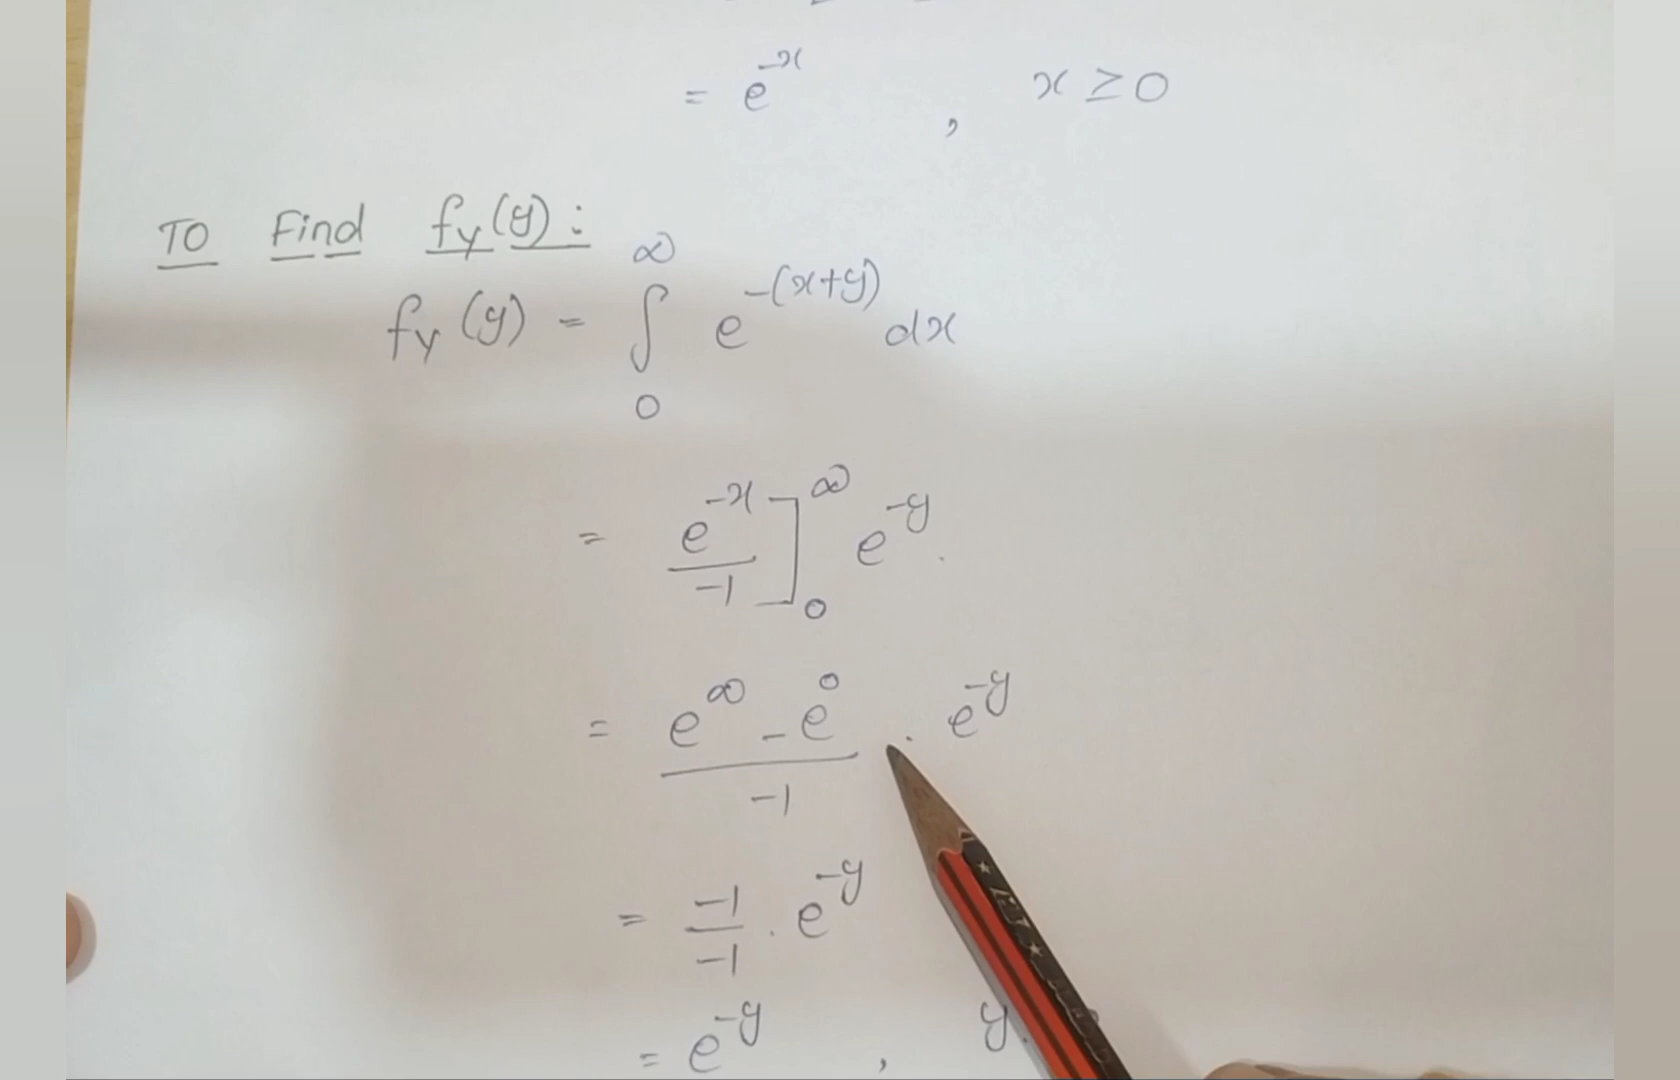 = e^{-x} , x ≥ 0
TO Find f_Y(y) :
f_Y(y) = ∫_0^∞ e^{-(x+y)} dx
= e^{-x}/-1 ]_0^∞ e^{-y}.
= (e^∞ - e^0)/-1 . e^{-y}
= -1/-1 . e^{-y}
= e^{-y} , y